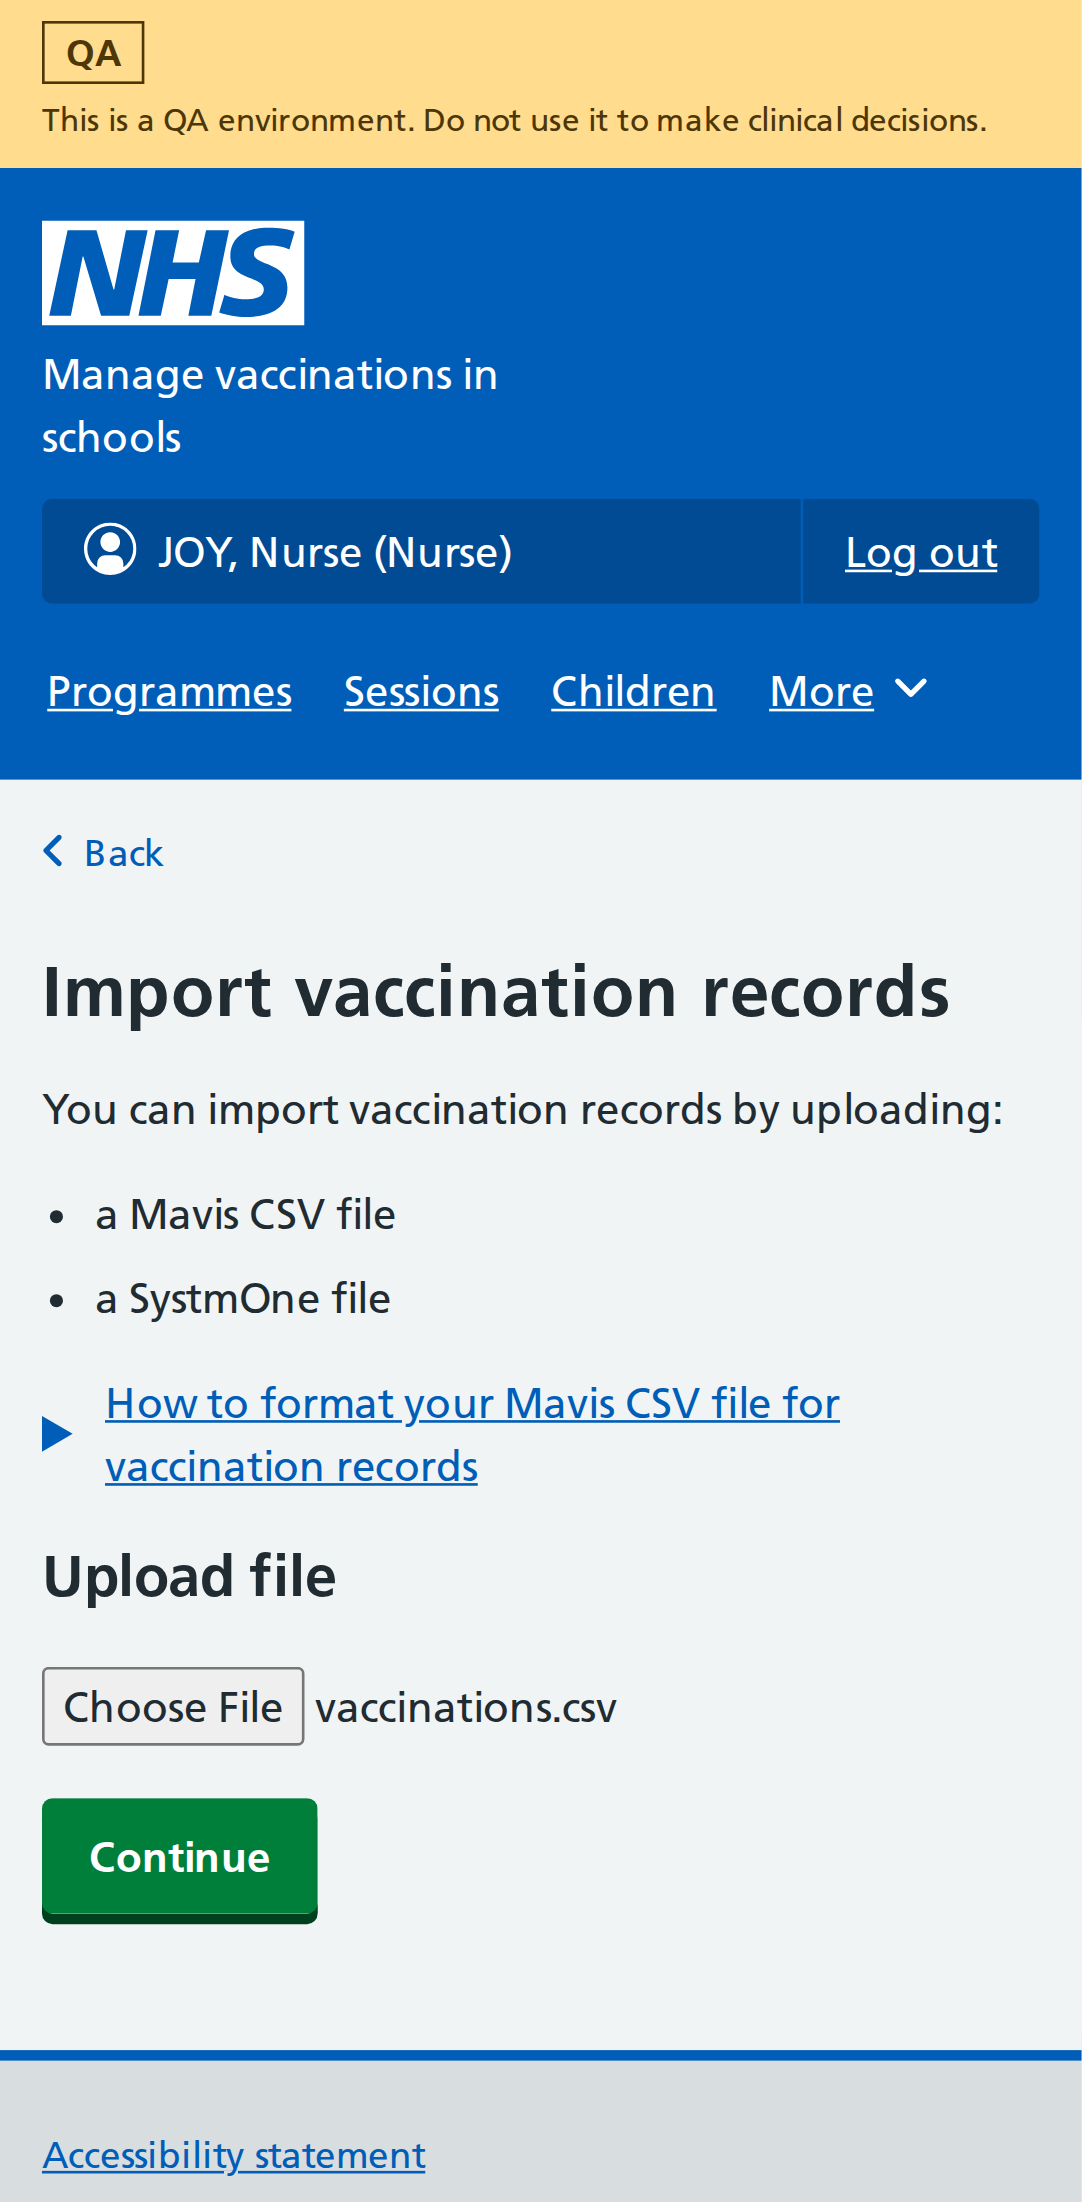 QA
This is a QA environment. Do not use it to make clinical decisions.
NHS
Manage vaccinations in
schools
JOY, Nurse (Nurse)
Log out
Programmes
Sessions
Children
More
Back
Import vaccination records
You can import vaccination records by uploading:
• a Mavis CSV file
• a SystmOne file
How to format your Mavis CSV file for
vaccination records
Upload file
Choose File vaccinations.csv
Continue
Accessibility statement